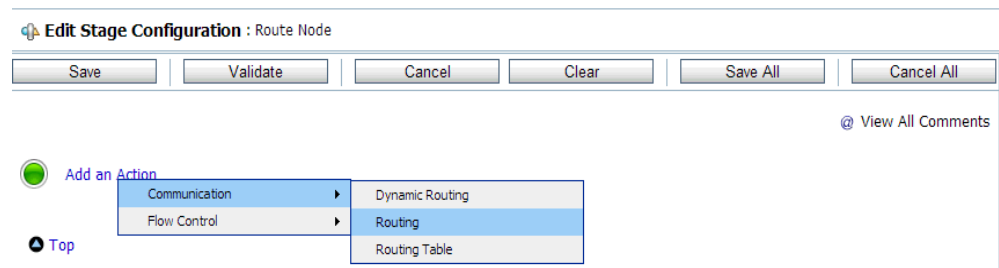 Edit Stage Configuration : Route Node
Save Validate Cancel Clear Save All Cancel All
@ View All Comments
Add an Action
Communication Dynamic Routing
Flow Control Routing
Routing Table
Top